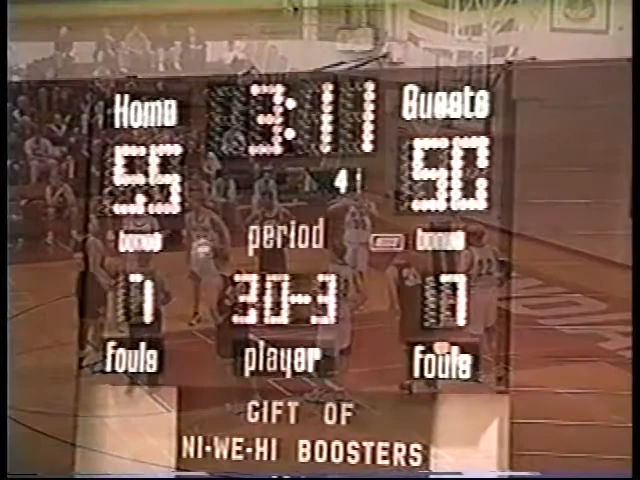 Home 3:11 Guests
55 50
41
bonus period bonus
7 30-3 7
fouls player fouls
GIFT OF
NI-WE-HI BOOSTERS